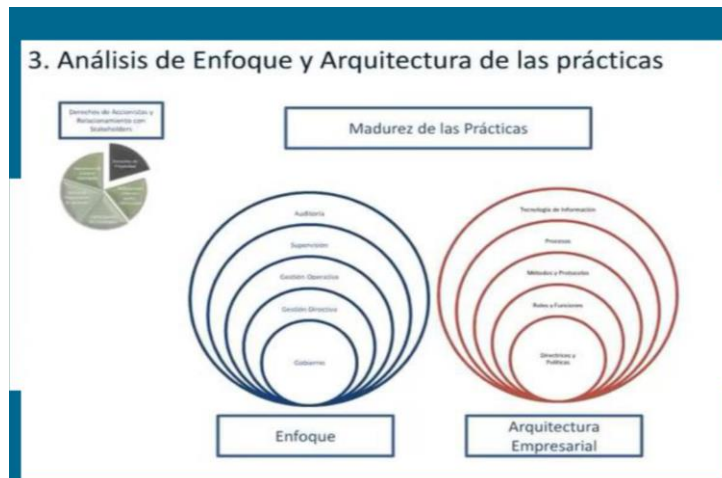 3. Análisis de Enfoque y Arquitectura de las prácticas
Derechos de Accionistas y
Relacionamiento con
Stakeholders
Madurez de las Prácticas
Auditoría
Supervisión
Gestión Operativa
Gestión Directiva
Gobierno
Tecnología de Información
Procesos
Métodos y Protocolos
Roles y Funciones
Directrices y
Políticas
Enfoque
Arquitectura
Empresarial